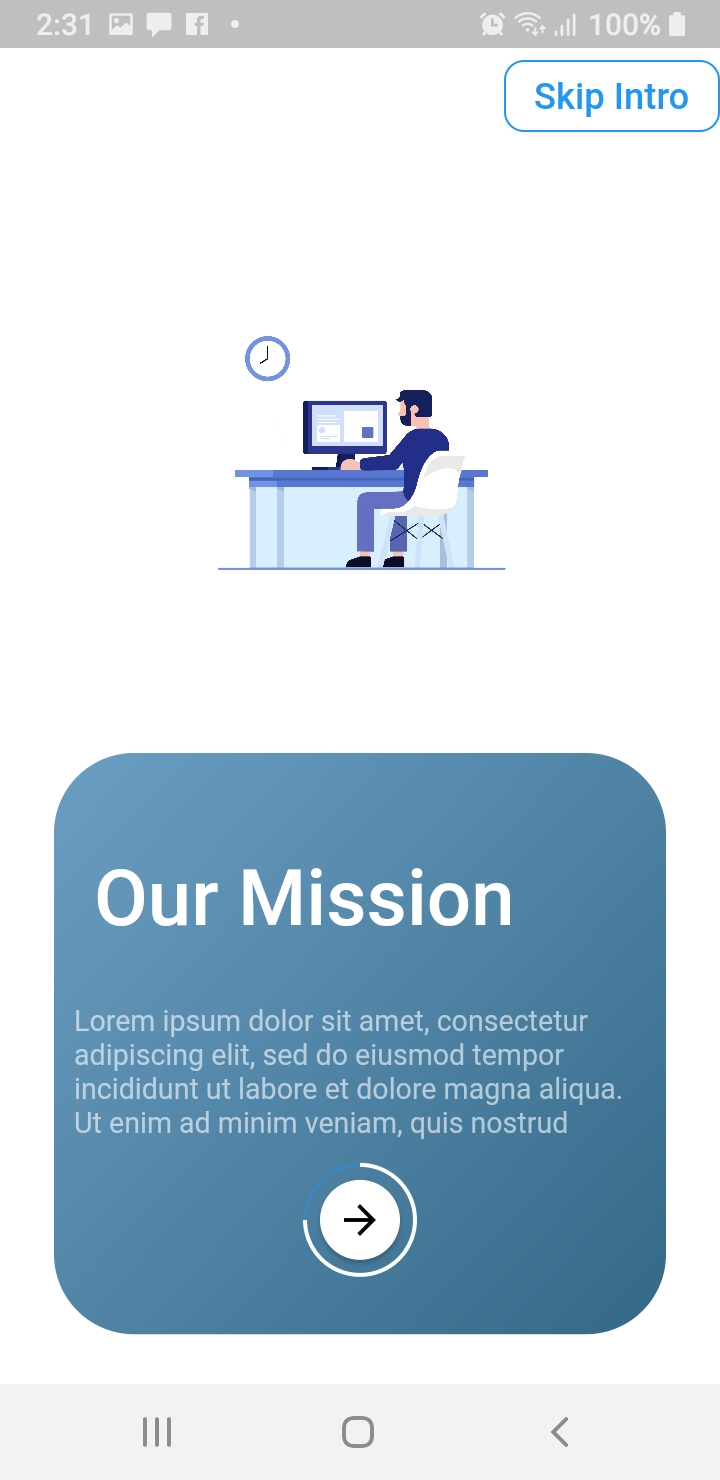 2:31
100%
Skip Intro
Our Mission
Lorem ipsum dolor sit amet, consectetur
adipiscing elit, sed do eiusmod tempor
incididunt ut labore et dolore magna aliqua.
Ut enim ad minim veniam, quis nostrud